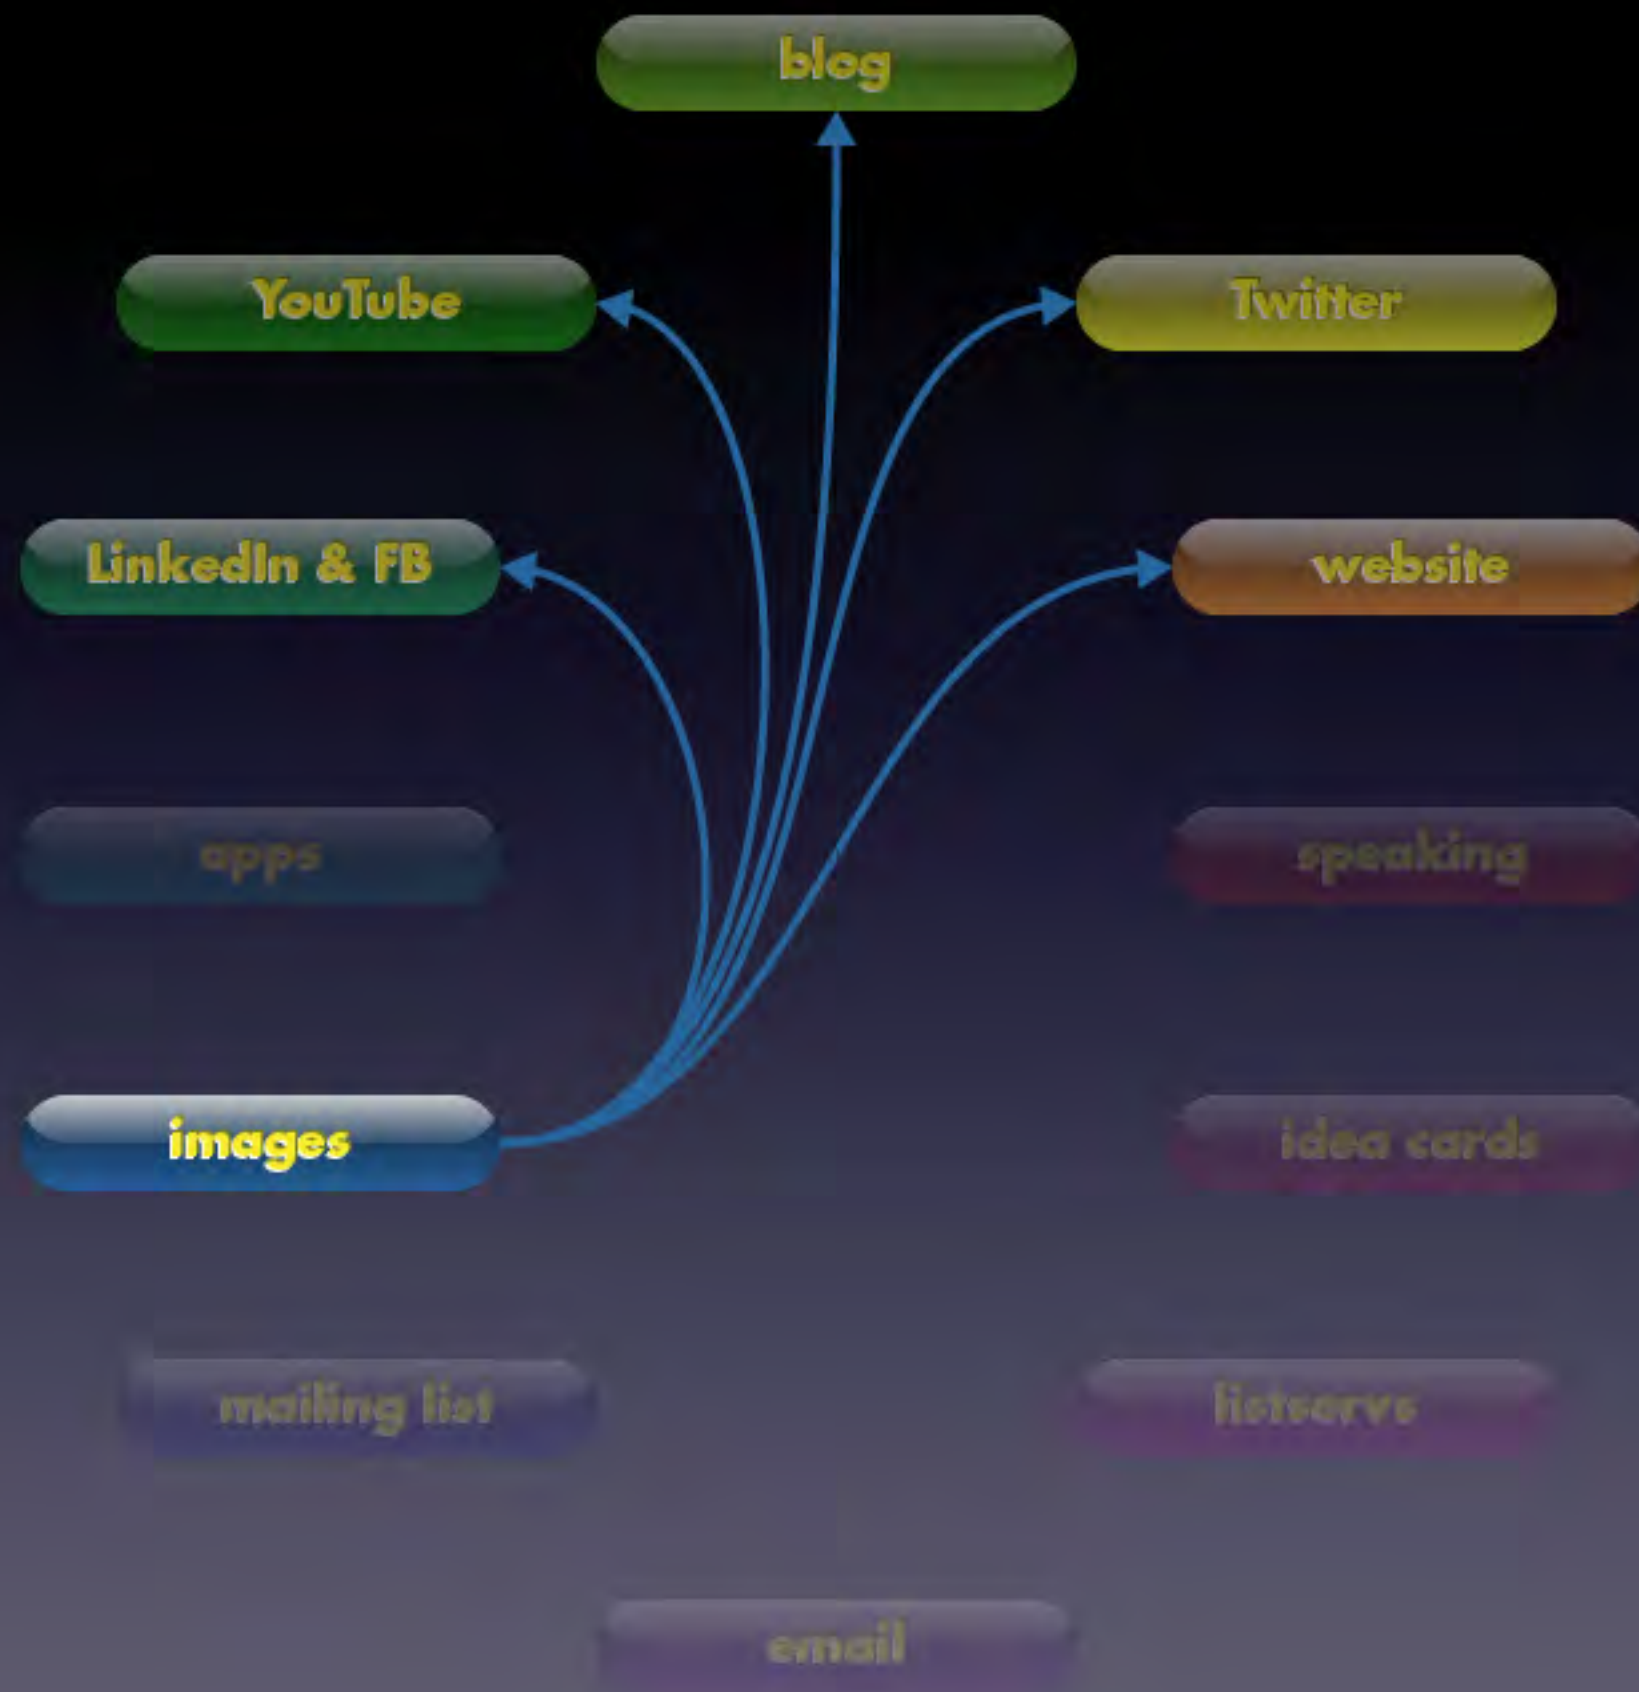 blog
YouTube
Twitter
LinkedIn & FB
website
apps
speaking
images
idea cards
mailing list
listservs
email